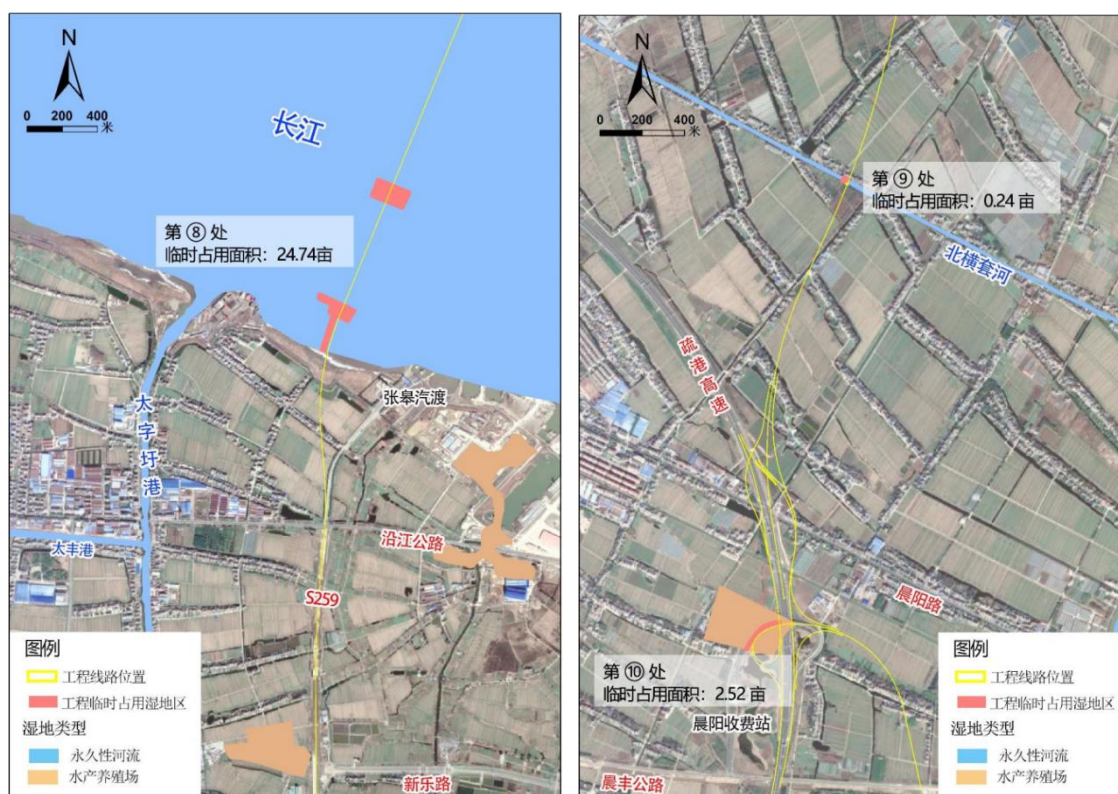 N
0 200 400
米
长江
第⑧处
临时占用面积：24.74亩
张皋汽渡
太字圩港
沿江公路
太丰港
S259
新乐路
图例
工程线路位置
工程临时占用湿地区
湿地类型
永久性河流
水产养殖场
N
0 200 400
米
第⑨处
临时占用面积：0.24 亩
北横套河
疏港高速
晨阳路
第⑩处
临时占用面积：2.52 亩
晨阳收费站
晨丰公路
图例
工程线路位置
工程临时占用湿地区
湿地类型
永久性河流
水产养殖场